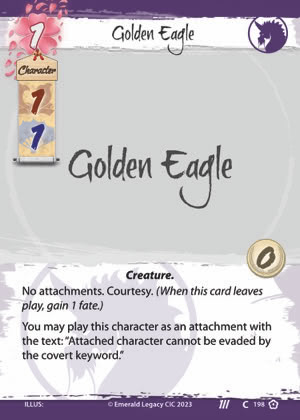 1
Golden Eagle
Character
1
1
Golden Eagle
0
Creature.
No attachments. Courtesy. (When this card leaves
play, gain 1 fate.)
You may play this character as an attachment with
the text: “Attached character cannot be evaded by
the covert keyword.”
ILLUS:
© Emerald Legacy CIC 2023
C 198